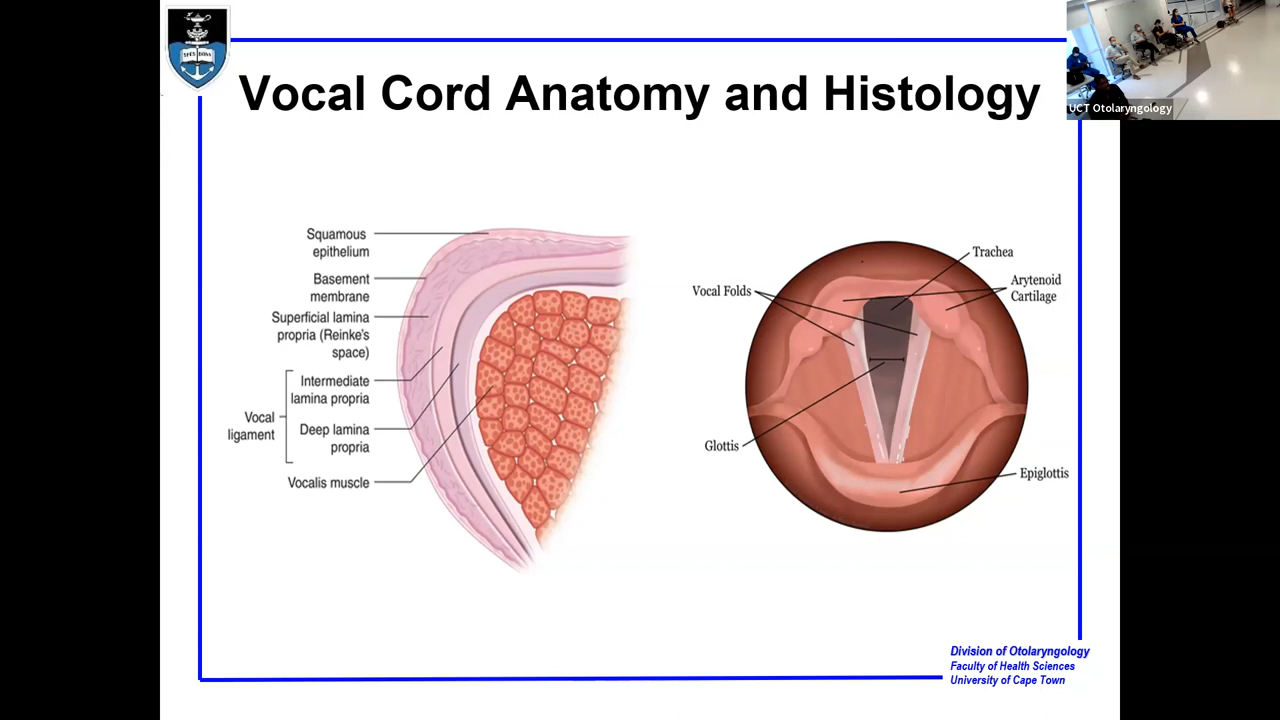 SPES BONA
Vocal Cord Anatomy and Histology
UCT Otolaryngology
Squamous
epithelium
Basement
membrane
Superficial lamina
propria (Reinke's
space)
Intermediate
lamina propria
Vocal
ligament
Deep lamina
propria
Vocalis muscle
Trachea
Arytenoid
Cartilage
Vocal Folds
Glottis
Epiglottis
Division of Otolaryngology
Faculty of Health Sciences
University of Cape Town